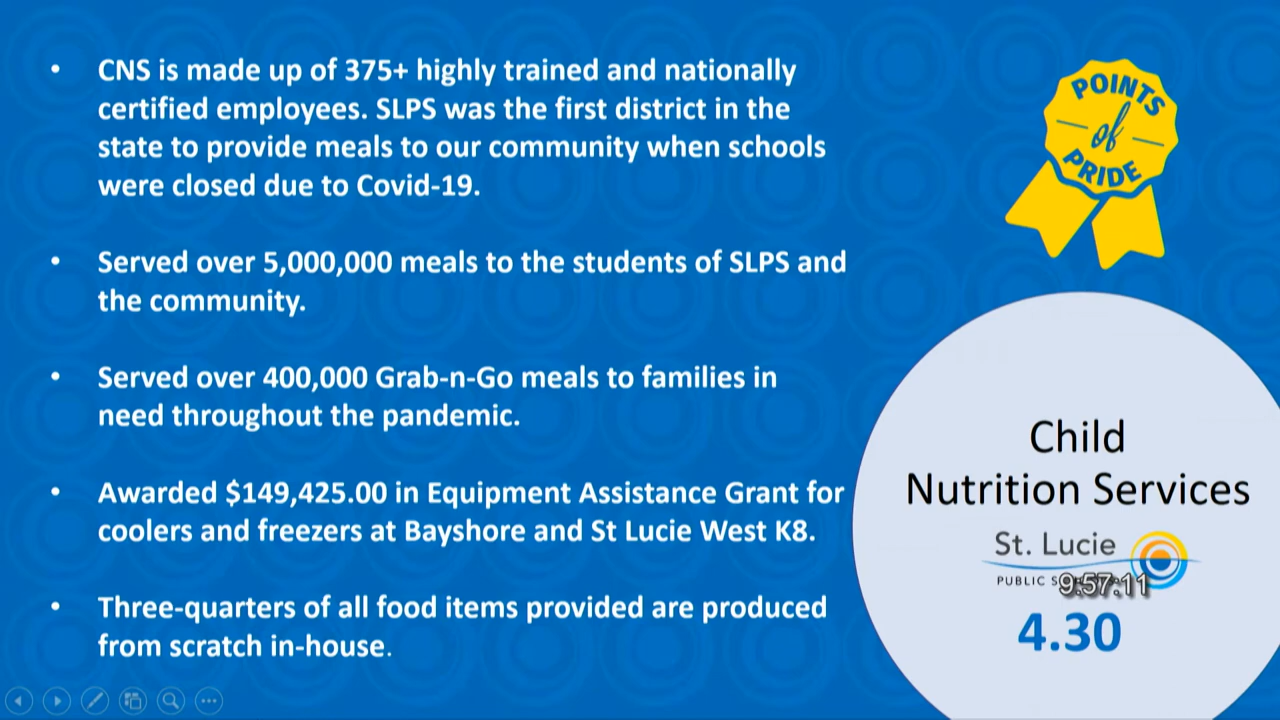 • CNS is made up of 375+ highly trained and nationally
certified employees. SLPS was the first district in the
state to provide meals to our community when schools
were closed due to Covid-19.
• Served over 5,000,000 meals to the students of SLPS and
the community.
• Served over 400,000 Grab-n-Go meals to families in
need throughout the pandemic.
• Awarded $149,425.00 in Equipment Assistance Grant for
coolers and freezers at Bayshore and St Lucie West K8.
• Three-quarters of all food items provided are produced
from scratch in-house.
POINTS
of
PRIDE
Child
Nutrition Services
St. Lucie
PUBLIC
9:57:11
4.30